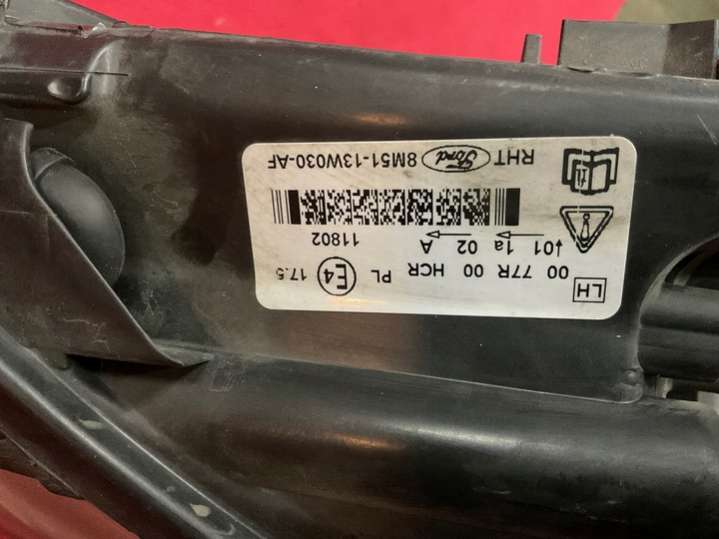 LH 00 77R 00 HCR PL E4 17.5
↓01 1a 02 A
11802
RHT Ford 8M51-13W030-AF